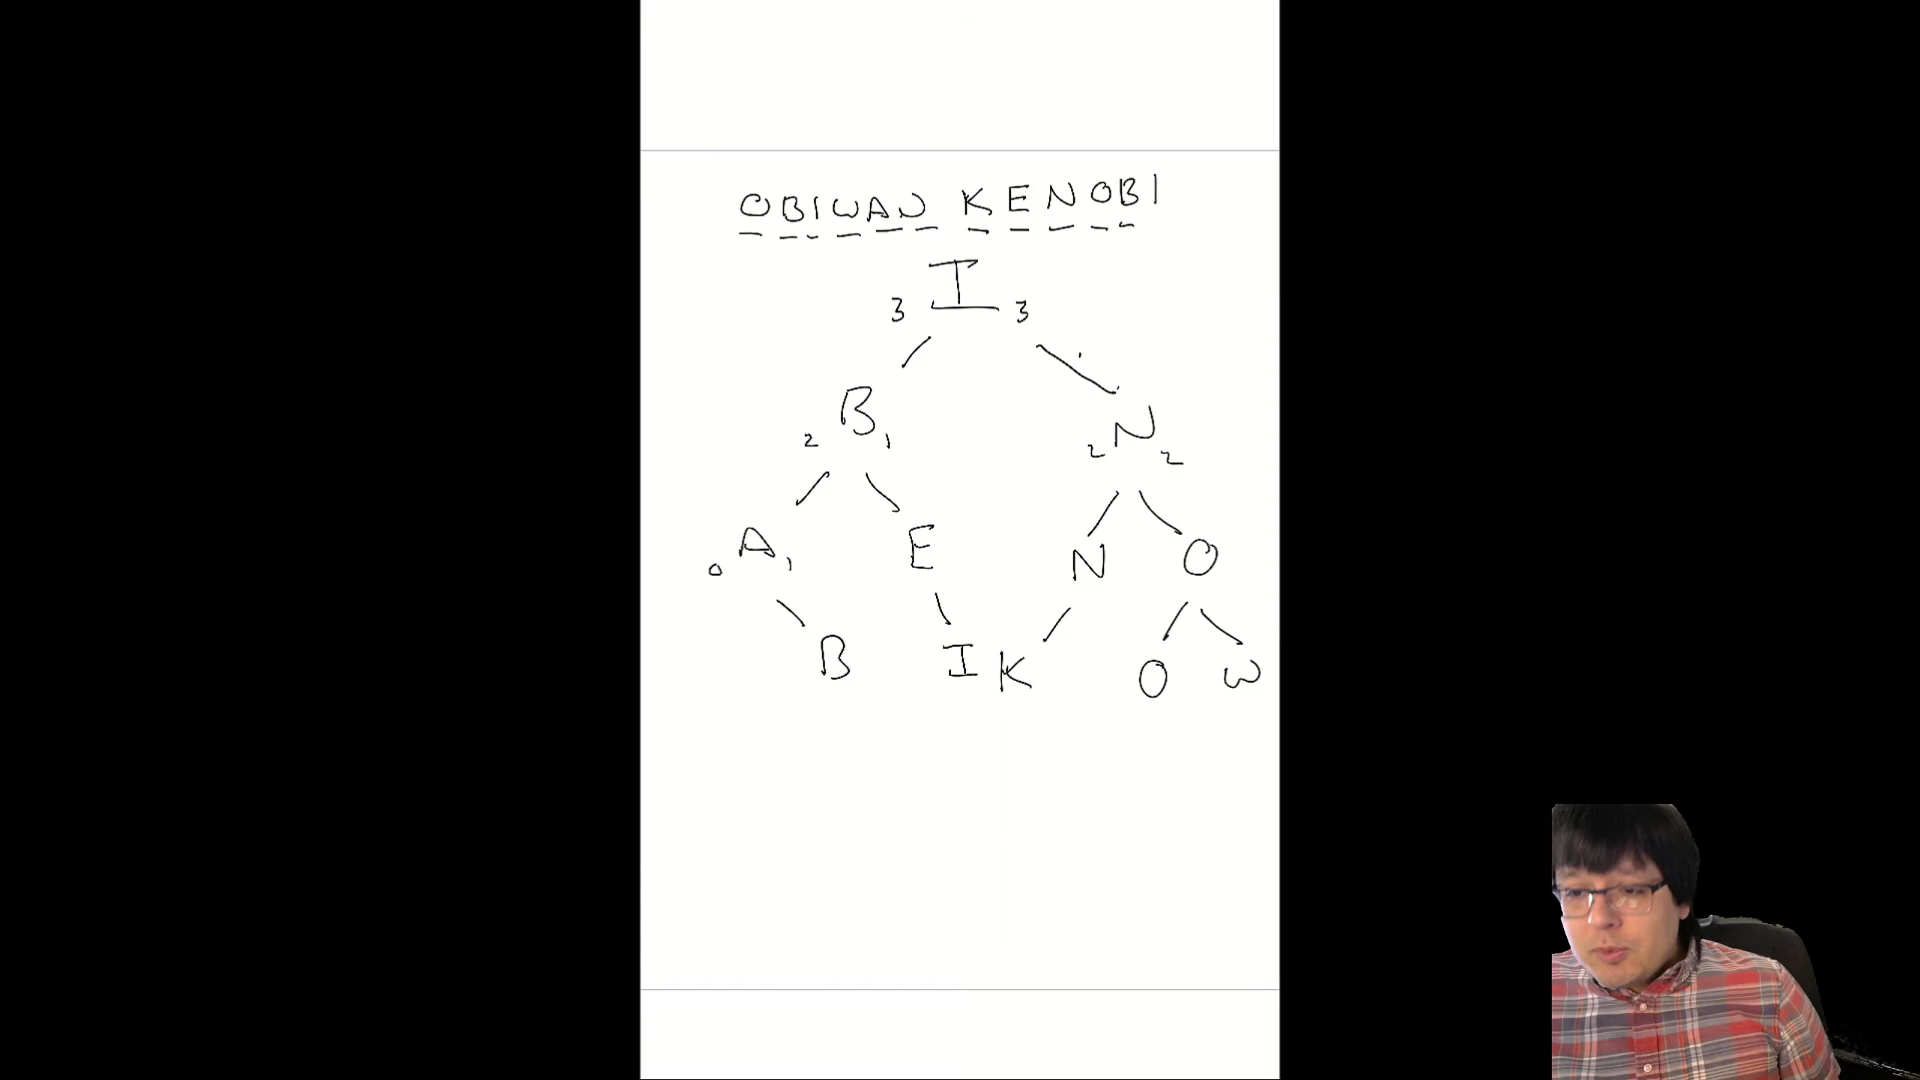 OBIWAN KENOBI
3 I 3
2 B 1 2 N 2
0 A 1 E N O
B I K O W